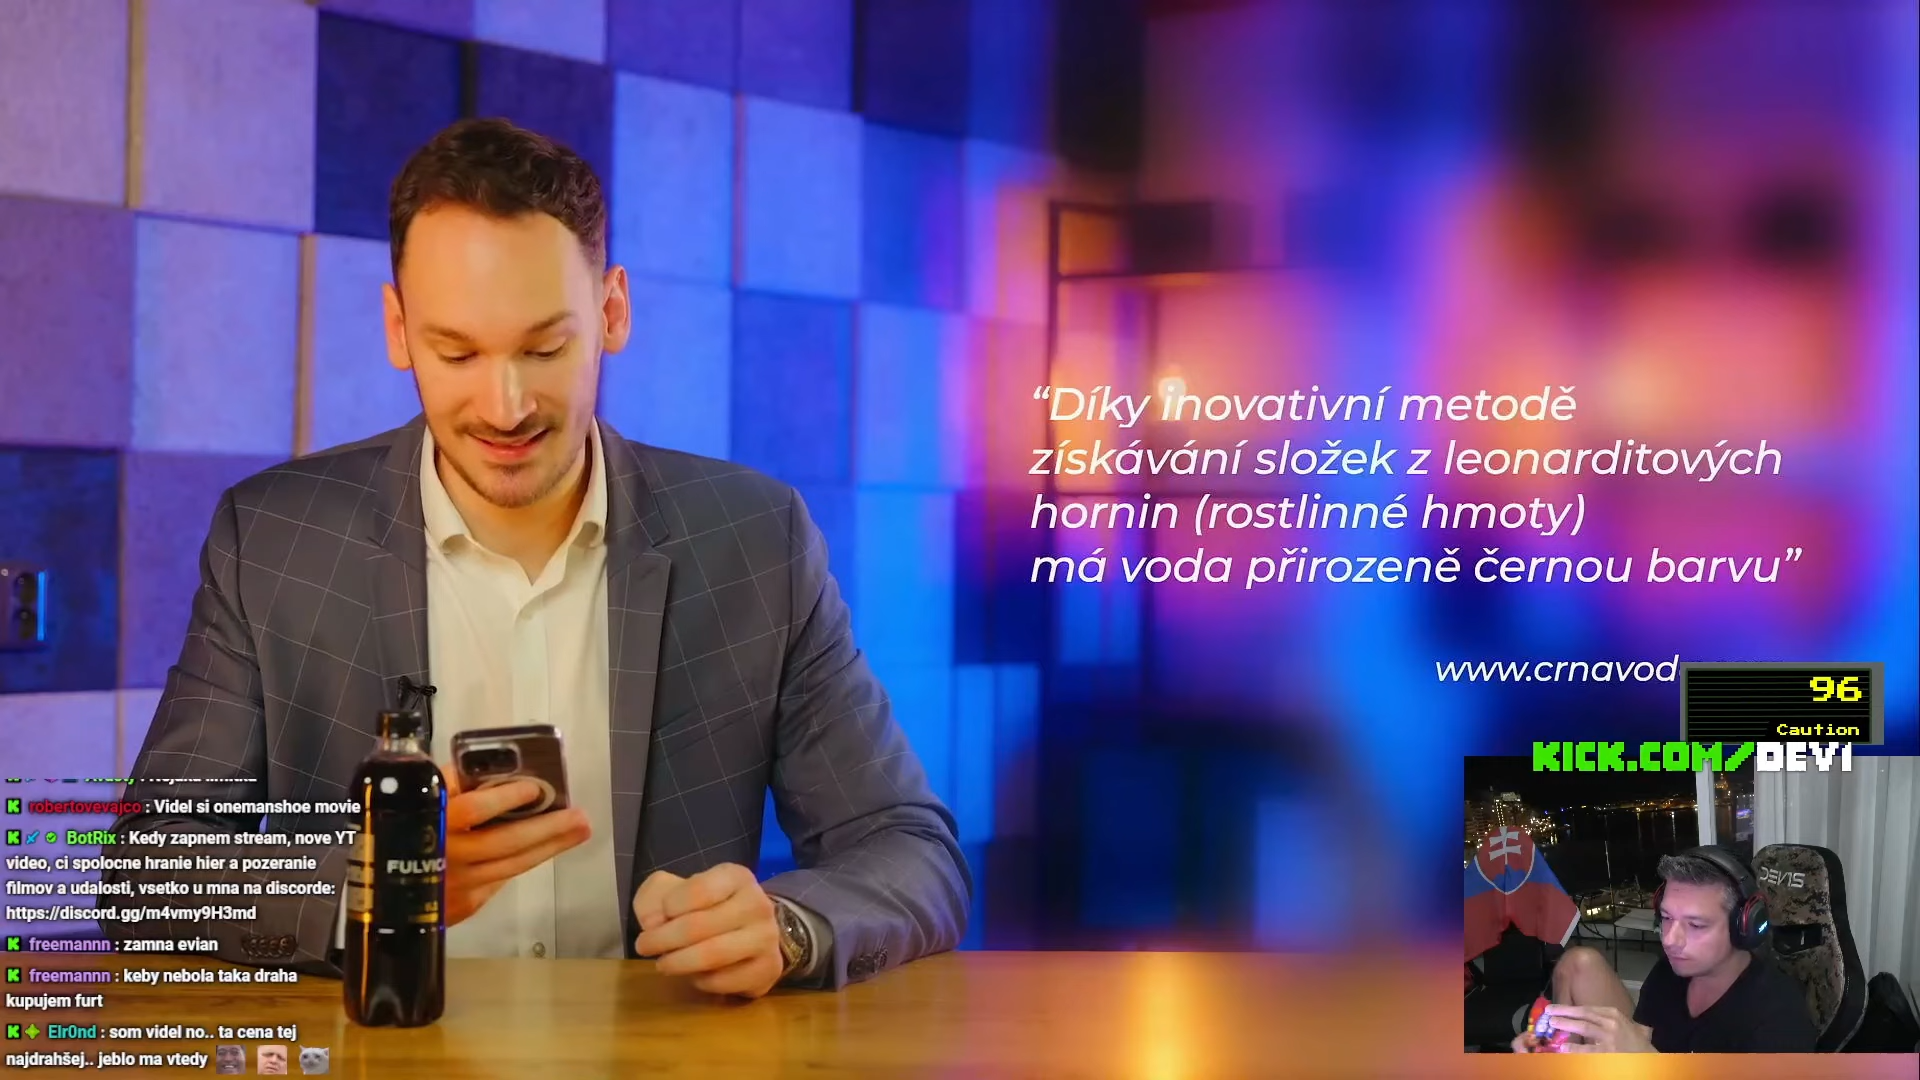 “Díky inovativní metodě
získávání složek z leonarditových
hornin (rostlinné hmoty)
má voda přirozeně černou barvu”
www.crnavod
96
Caution
KICK.COM/DEVI
DEVIS
FULVIC
robertovevajco : Videl si onemanshoe movie
BotRix : Kedy zapnem stream, nove YT
video, ci spolocne hranie hier a pozeranie
filmov a udalosti, vsetko u mna na discorde:
https://discord.gg/m4vmy9H3md
freemannn : zamna evian
freemannn : keby nebola taka draha
kupujem furt
Elr0nd : som videl no.. ta cena tej
najdrahšej.. jeblo ma vtedy